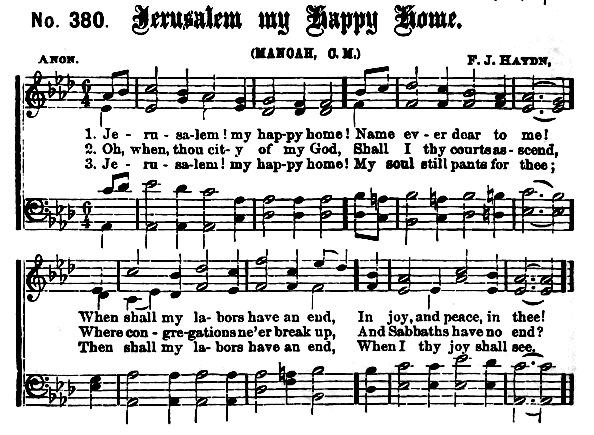 No. 380. Jerusalem my Happy Home.
(MANOAH, C. M.)
ANON. F. J. HAYDN,
1. Je - ru - sa-lem! my hap-py home! Name ev-er dear to me!
2. Oh, when, thou cit-y of my God, Shall I thy courts as-scend,
3. Je - ru - sa-lem! my hap-py home! My soul still pants for thee;
When shall my la-bors have an end, In joy, and peace, in thee!
Where con - gre-gations ne'er break up, And Sabbaths have no end?
Then shall my la-bors have an end, When I thy joy shall see,